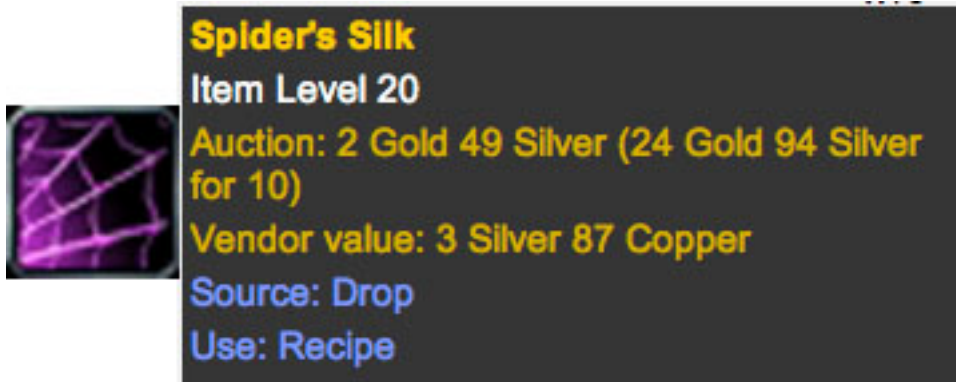 Spider's Silk
Item Level 20
Auction: 2 Gold 49 Silver (24 Gold 94 Silver
for 10)
Vendor value: 3 Silver 87 Copper
Source: Drop
Use: Recipe